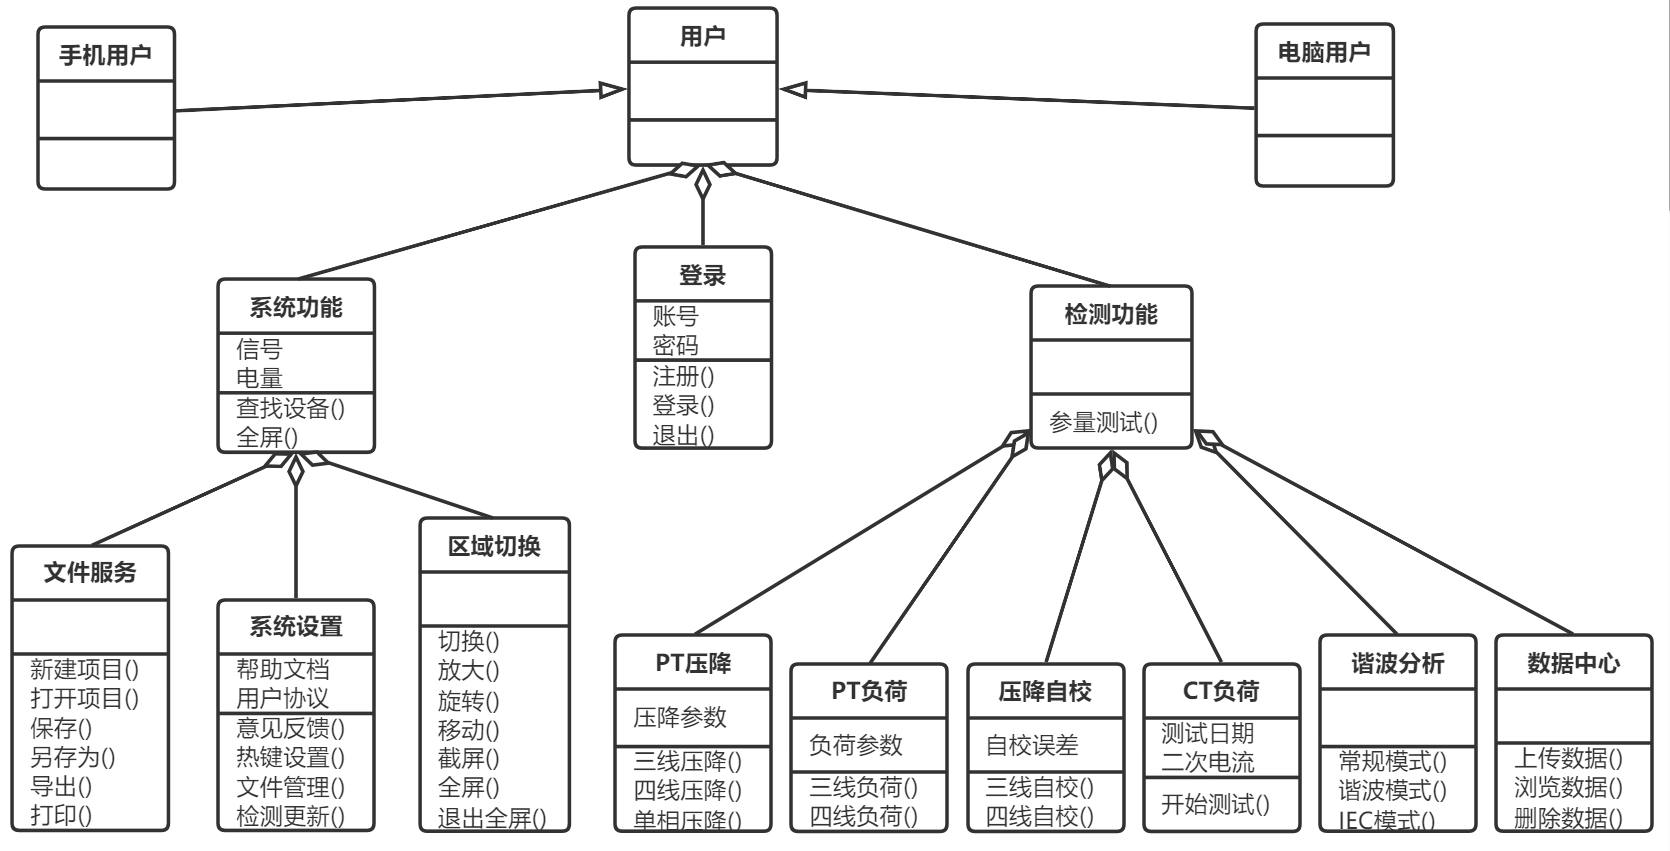 手机用户
用户
电脑用户
系统功能
信号
电量
查找设备()
全屏()
登录
账号
密码
注册()
登录()
退出()
检测功能
参量测试()
文件服务
新建项目()
打开项目()
保存()
另存为()
导出()
打印()
系统设置
帮助文档
用户协议
意见反馈()
热键设置()
文件管理()
检测更新()
区域切换
切换()
放大()
旋转()
移动()
截屏()
全屏()
退出全屏()
PT压降
压降参数
三线压降()
四线压降()
单相压降()
PT负荷
负荷参数
三线负荷()
四线负荷()
压降自校
自校误差
三线自校()
四线自校()
CT负荷
测试日期
二次电流
开始测试()
谐波分析
常规模式()
谐波模式()
IEC模式()
数据中心
上传数据()
浏览数据()
删除数据()